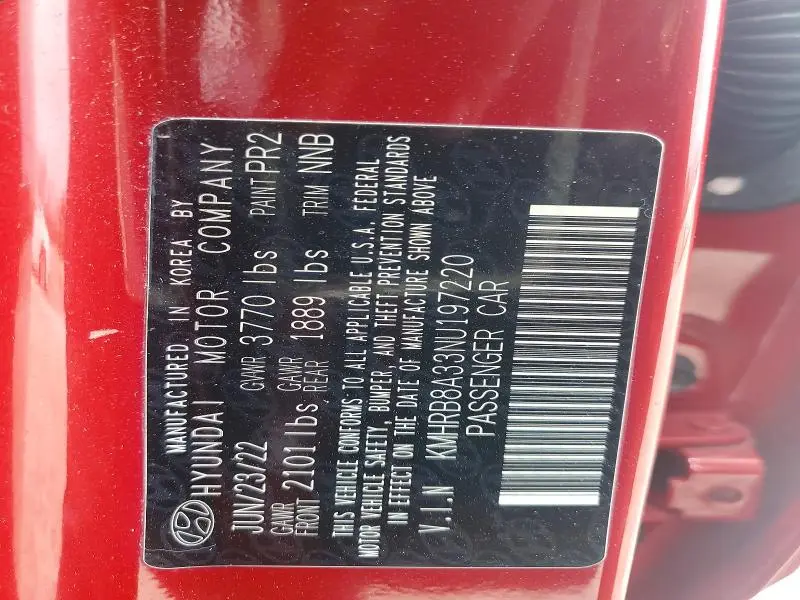 MANUFACTURED IN KOREA BY
HYUNDAI MOTOR COMPANY
JUN/23/22 GVWR 3770 lbs PAINT PR2
GAWR FRONT 2101 lbs GAWR REAR 1889 lbs TRIM NNB
THIS VEHICLE CONFORMS TO ALL APPLICABLE U.S.A. FEDERAL
MOTOR VEHICLE SAFETY, BUMPER, AND THEFT PREVENTION STANDARDS
IN EFFECT ON THE DATE OF MANUFACTURE SHOWN ABOVE
V.I.N KMHRB8A33NU197220
PASSENGER CAR